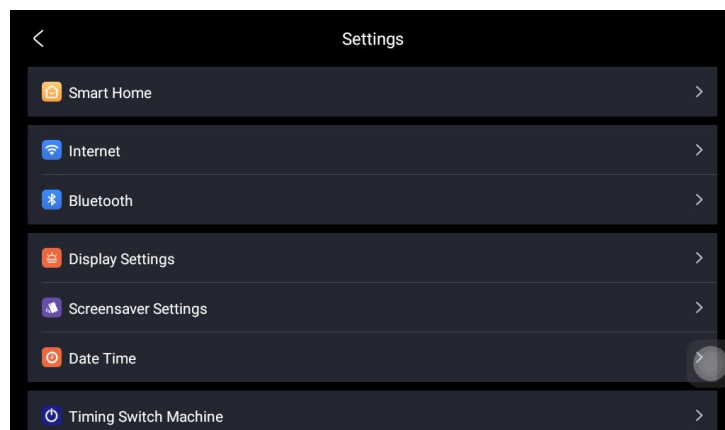 Settings
Smart Home
Internet
Bluetooth
Display Settings
Screensaver Settings
Date Time
Timing Switch Machine